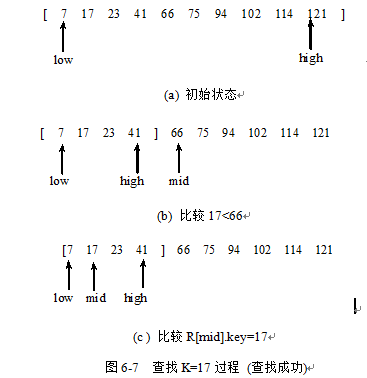 [ 7 17 23 41 66 75 94 102 114 121 ]
low high
(a) 初始状态
[ 7 17 23 41 ] 66 75 94 102 114 121
low high mid
(b) 比较 17<66
[7 17 23 41 ] 66 75 94 102 114 121
low mid high
(c ) 比较 R[mid].key=17
图6-7 查找 K=17 过程 (查找成功)